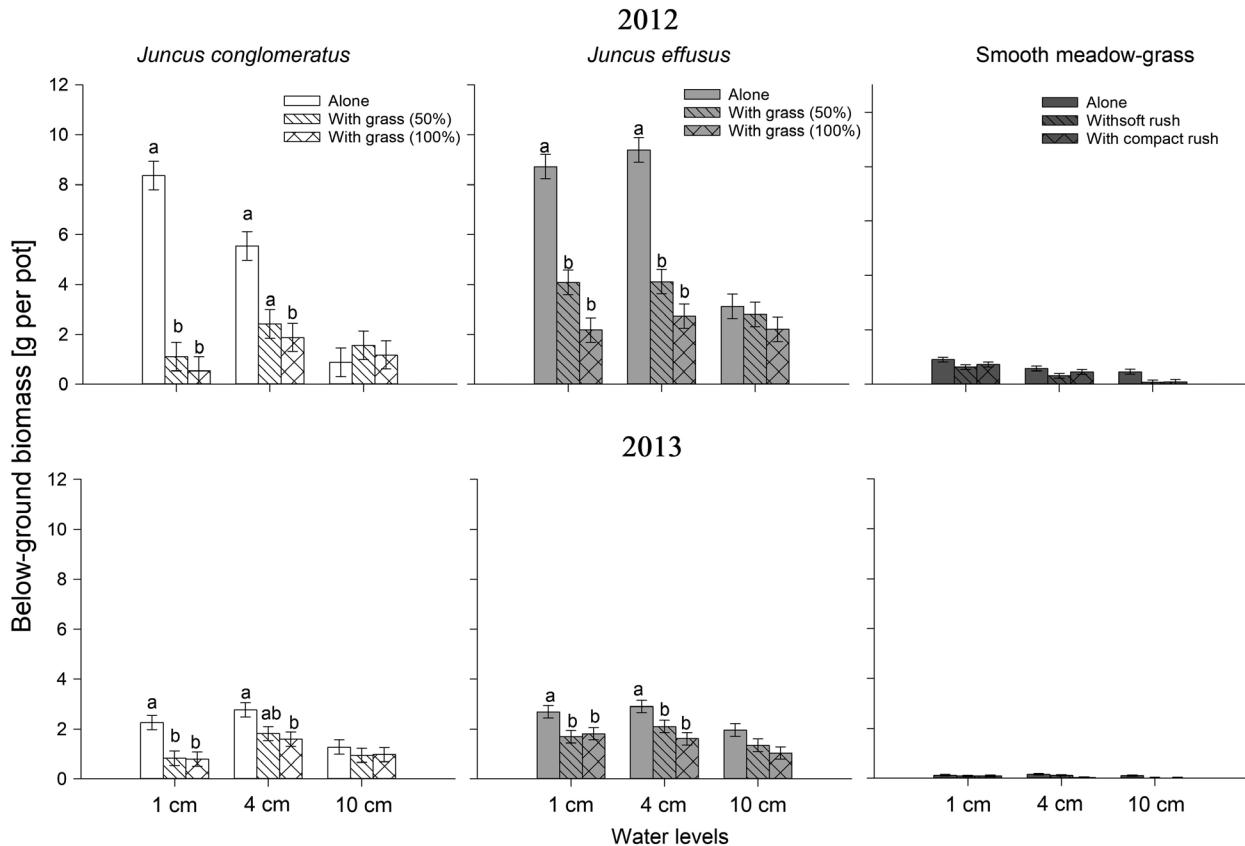 2012
Juncus conglomeratus
Juncus effusus
Smooth meadow-grass
12
10
8
6
4
2
0
Alone
With grass (50%)
With grass (100%)
a
b
b
a
a
b
Alone
With grass (50%)
With grass (100%)
a
b
b
a
b
b
Alone
Withsoft rush
With compact rush
Below-ground biomass [g per pot]
2013
12
10
8
6
4
2
0
a
b
b
a
ab
b
a
b
b
a
b
b
1 cm
4 cm
10 cm
1 cm
4 cm
10 cm
1 cm
4 cm
10 cm
Water levels